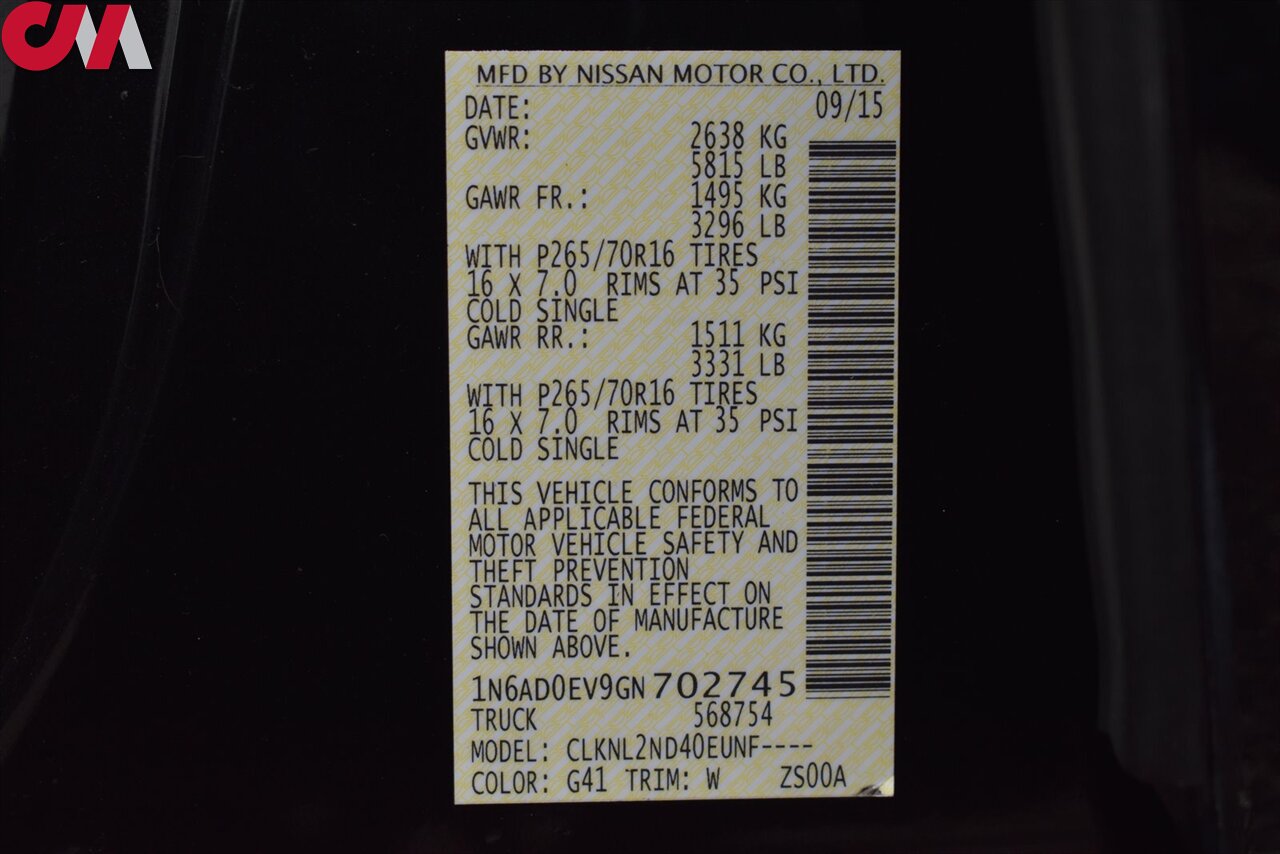 CJM
MFD BY NISSAN MOTOR CO., LTD.
DATE: 09/15
GVWR: 2638 KG
5815 LB
GAWR FR.: 1495 KG
3296 LB
WITH P265/70R16 TIRES
16 X 7.0 RIMS AT 35 PSI
COLD SINGLE
GAWR RR.: 1511 KG
3331 LB
WITH P265/70R16 TIRES
16 X 7.0 RIMS AT 35 PSI
COLD SINGLE
THIS VEHICLE CONFORMS TO
ALL APPLICABLE FEDERAL
MOTOR VEHICLE SAFETY AND
THEFT PREVENTION
STANDARDS IN EFFECT ON
THE DATE OF MANUFACTURE
SHOWN ABOVE.
1N6AD0EV9GN702745
TRUCK 568754
MODEL: CLKNL2ND40EUNF----
COLOR: G41 TRIM: W ZS00A